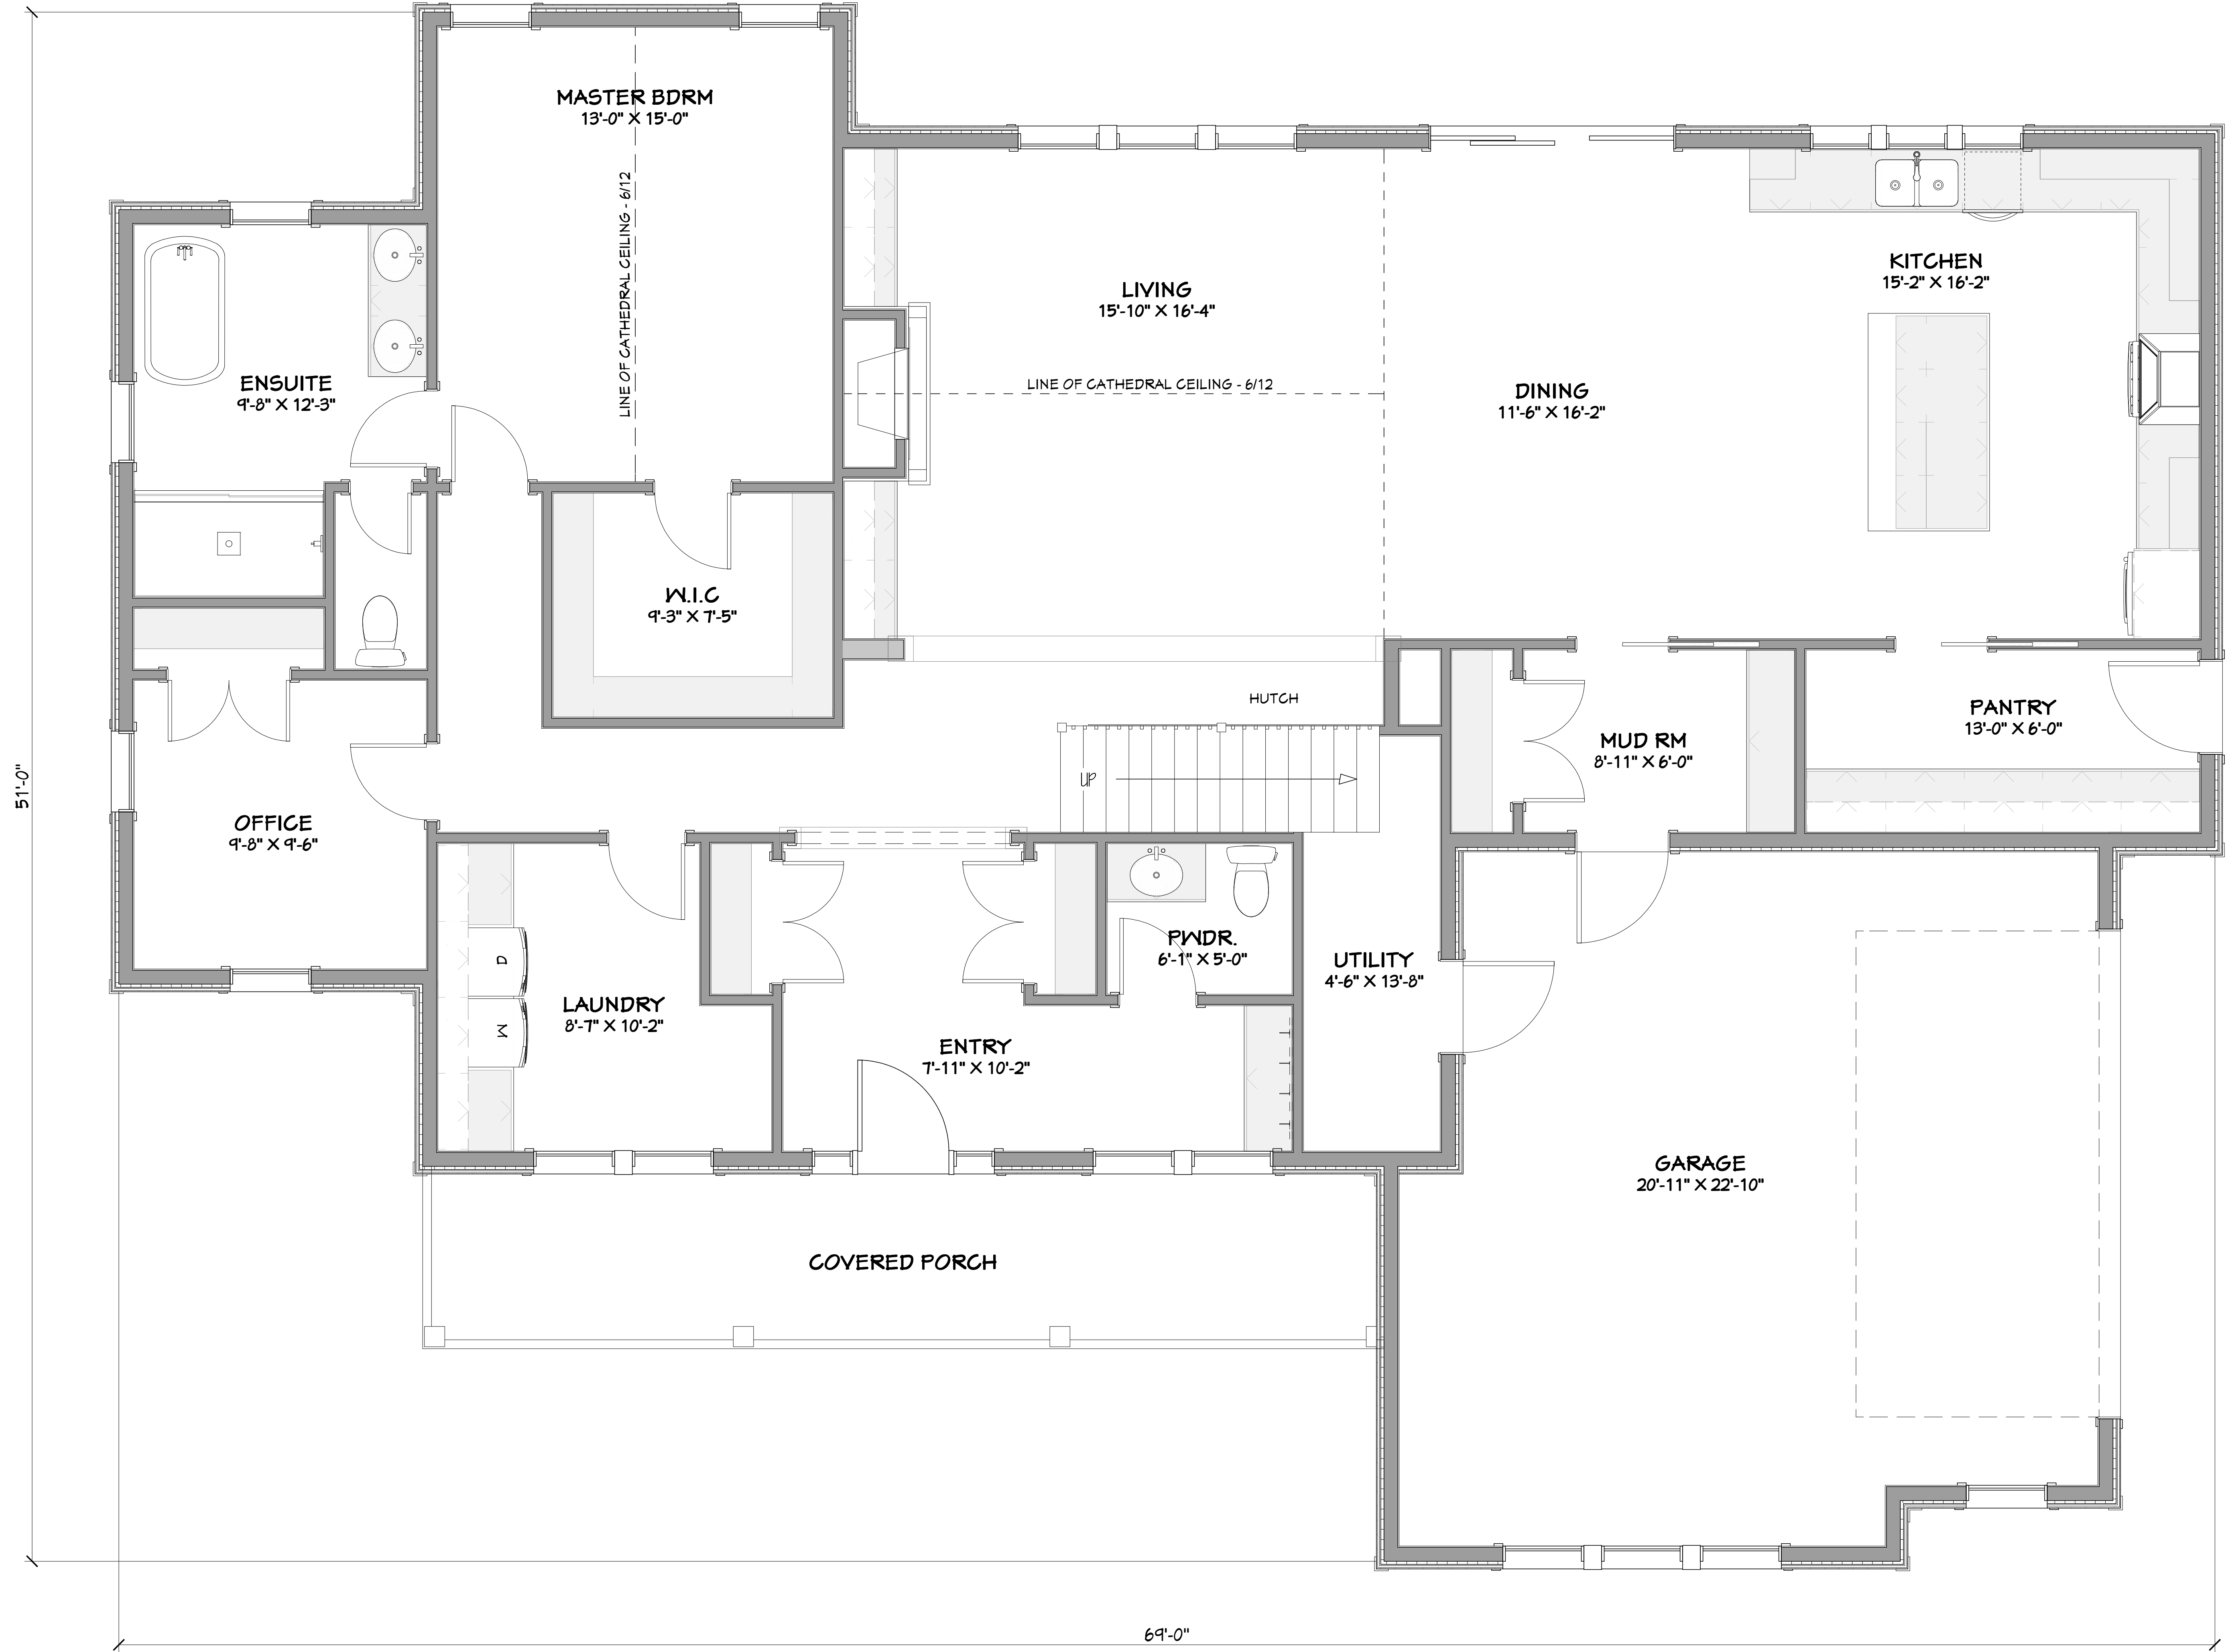 MASTER BDRM
13'-0" X 15'-0"
LINE OF CATHEDRAL CEILING - 6/12
KITCHEN
15'-2" X 16'-2"
LIVING
15'-10" X 16'-4"
LINE OF CATHEDRAL CEILING - 6/12
DINING
11'-6" X 16'-2"
ENSUITE
9'-8" X 12'-3"
W.I.C
9'-3" X 7'-5"
HUTCH
PANTRY
13'-0" X 6'-0"
MUD RM
8'-11" X 6'-0"
UP
51'-0"
OFFICE
9'-8" X 9'-6"
PWDR.
6'-1" X 5'-0"
UTILITY
4'-6" X 13'-8"
D
LAUNDRY
8'-7" X 10'-2"
M
ENTRY
7'-11" X 10'-2"
GARAGE
20'-11" X 22'-10"
COVERED PORCH
69'-0"